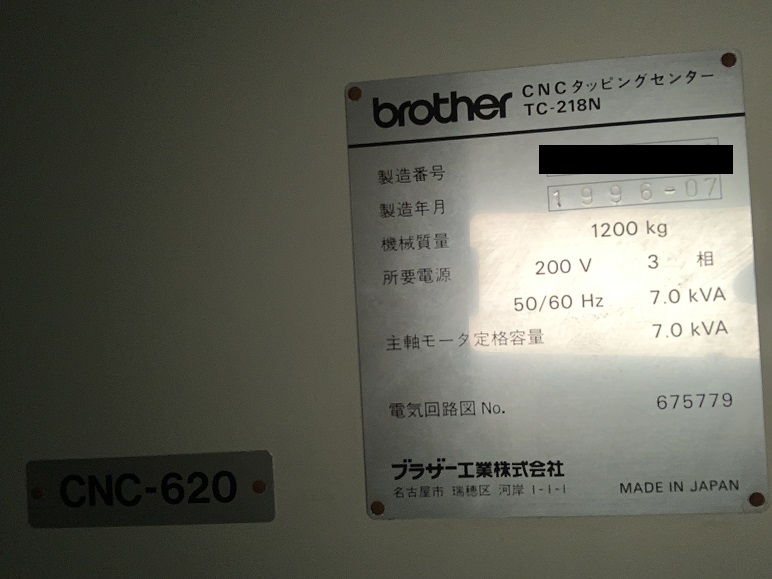 brother CNCタッピングセンター
TC-218N
製造番号
製造年月 1996-07
機械質量 1200 kg
所要電源 200 V 3 相
50/60 Hz 7.0 kVA
主軸モータ定格容量 7.0 kVA
電気回路図 No. 675779
ブラザー工業株式会社
名古屋市 瑞穂区 河岸 1-1-1 MADE IN JAPAN
CNC-620